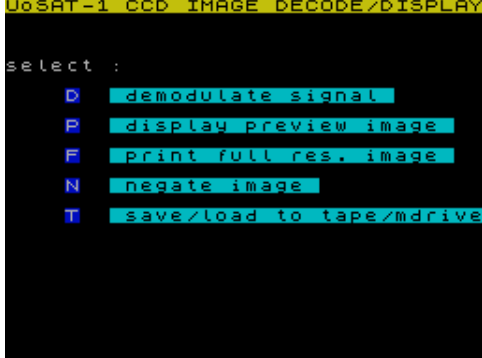 UoSAT-1 CCD IMAGE DECODE/DISPLAY
select :
D demodulate signal
P display preview image
F print full res. image
N negate image
T save/load to tape/mdrive